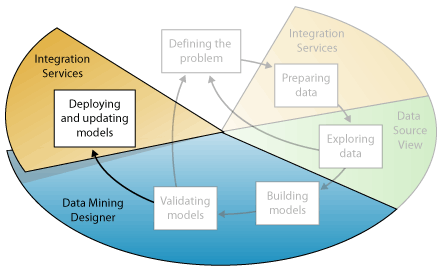 Defining the
problem
Integration
Services
Preparing
data
Data
Source
View
Exploring
data
Building
models
Validating
models
Data Mining
Designer
Deploying
and updating
models
Integration
Services